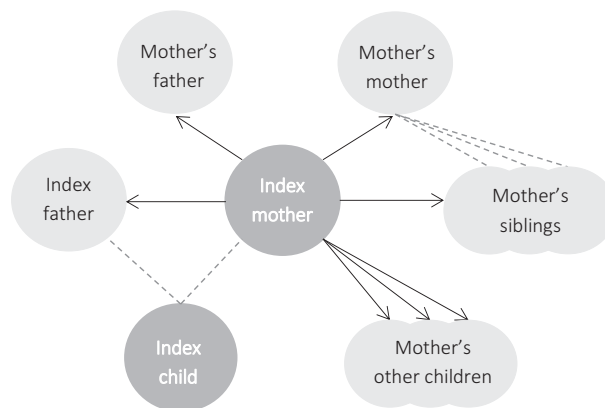 Mother's
father
Mother's
mother
Index
father
Index
mother
Mother's
siblings
Index
child
Mother's
other children